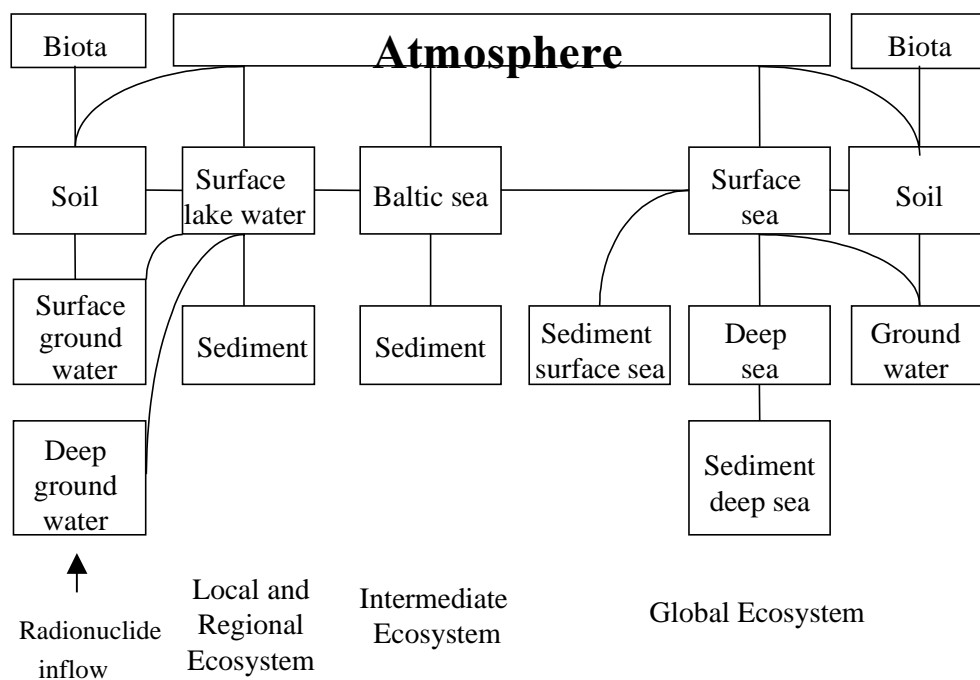 Biota
Atmosphere
Biota
Soil
Surface
lake water
Baltic sea
Surface
sea
Soil
Surface
ground
water
Sediment
Sediment
Sediment
surface sea
Deep
sea
Ground
water
Deep
ground
water
Sediment
deep sea
Radionuclide
inflow
Local and
Regional
Ecosystem
Intermediate
Ecosystem
Global Ecosystem